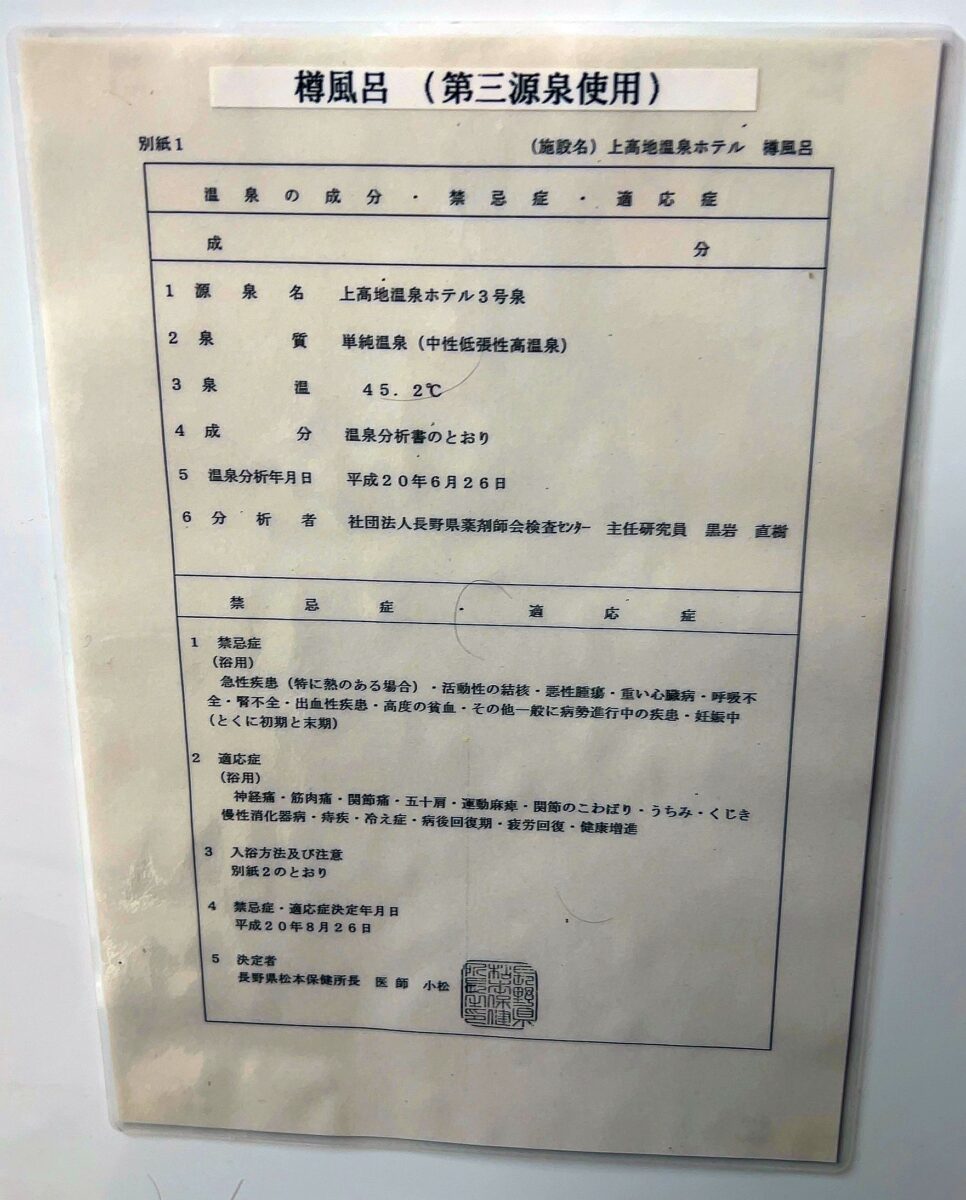 樽風呂 （第三源泉使用）
別紙１
（施設名）上高地温泉ホテル 樽風呂
温泉の成分・禁忌症・適応症
成 分
１ 源泉名 上高地温泉ホテル３号泉
２ 泉質 単純温泉（中性低張性高温泉）
３ 泉温 ４５．２℃
４ 成分 温泉分析書のとおり
５ 温泉分析年月日 平成２０年６月２６日
６ 分析者 社団法人長野県薬剤師会検査ｾﾝﾀｰ 主任研究員 黒岩 直樹
禁忌症・適応症
１ 禁忌症
（浴用）
急性疾患（特に熱のある場合）・活動性の結核・悪性腫瘍・重い心臓病・呼吸不
全・腎不全・出血性疾患・高度の貧血・その他一般に病勢進行中の疾患・妊娠中
（とくに初期と末期）
２ 適応症
（浴用）
神経痛・筋肉痛・関節痛・五十肩・運動麻痺・関節のこわばり・うちみ・くじき
慢性消化器病・痔疾・冷え症・病後回復期・疲労回復・健康増進
３ 入浴方法及び注意
別紙２のとおり
４ 禁忌症・適応症決定年月日
平成２０年８月２６日
５ 決定者
長野県松本保健所長 医師 小松